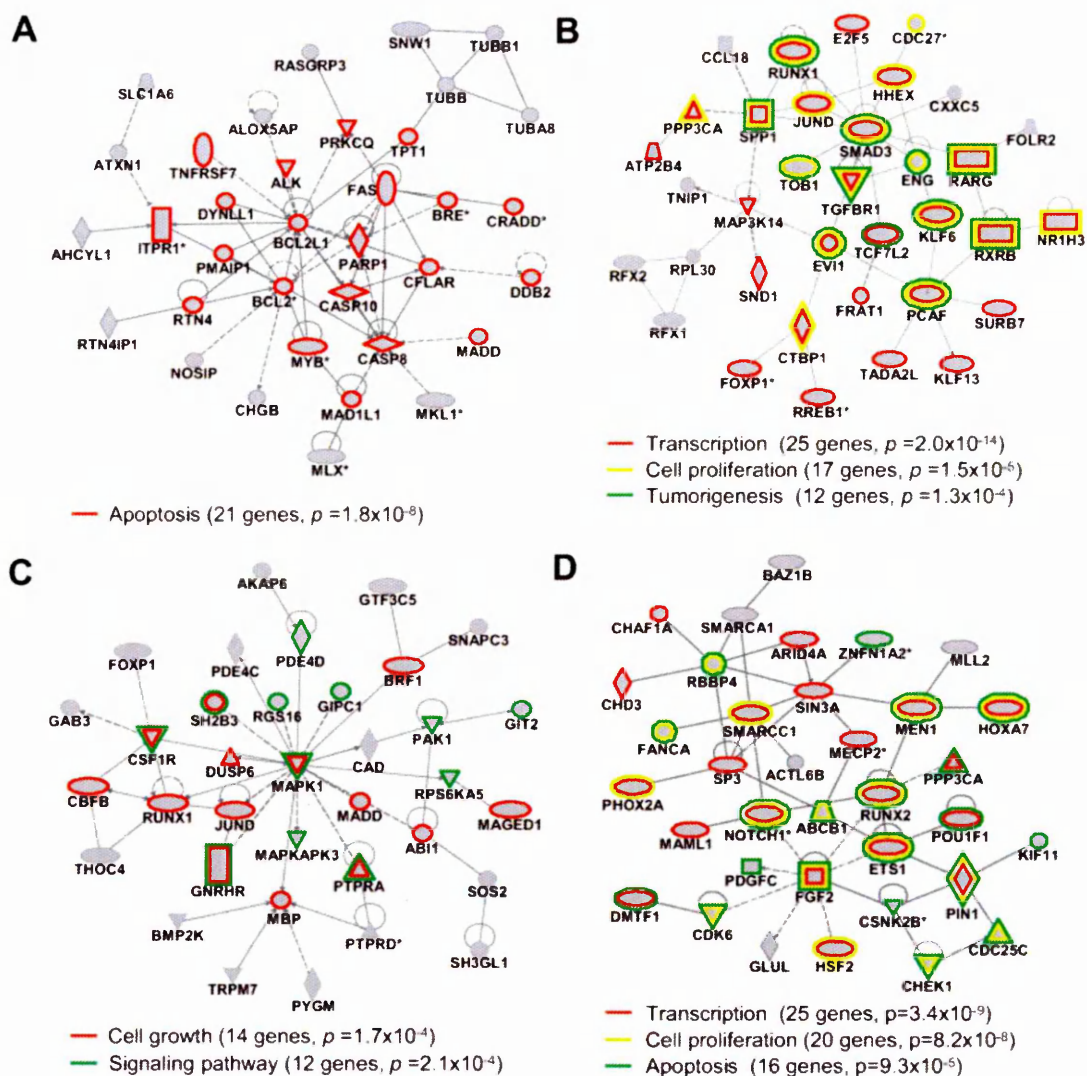 A
SNW1
TUBB1
RASGRP3
TUBB
SLC1A6
ALOX5AP
PRKCQ
TUBA8
TPT1
ATXN1
TNFRSF7
ALK
FAS
DYNLL1
BRE*
CRADD*
BCL2L1
AHCYL1
ITPR1*
PARP1
PMAIP1
CFLAR
BCL2*
CASP10
DDB2
RTN4
RTN4IP1
MYB*
CASP8
MADD
NOSIP
CHGB
MAD1L1
MKL1*
MLX*
Apoptosis (21 genes, p =1.8x10⁻⁸)
B
E2F5
CDC27*
CCL18
RUNX1
HHEX
PPP3CA
SPP1
JUND
CXXC5
FOLR2
ATP2B4
SMAD3
TOB1
ENG
RARG
TNIP1
TGFBR1
MAP3K14
KLF6
NR1H3
EVI1
TCF7L2
RXRB
RFX2
RPL30
SND1
FRAT1
PCAF
SURB7
RFX1
CTBP1
FOXP1*
TADA2L
KLF13
RREB1*
Transcription (25 genes, p =2.0x10⁻¹⁴)
Cell proliferation (17 genes, p =1.5x10⁻⁵)
Tumorigenesis (12 genes, p =1.3x10⁻⁴)
C
AKAP6
GTF3C5
SNAPC3
FOXP1
PDE4C
PDE4D
BRF1
GAB3
SH2B3
RGS16
GIPC1
GIT2
PAK1
CSF1R
DUSP6
CAD
MAPK1
RPS6KA5
CBFB
RUNX1
JUND
MADD
MAGED1
ABI1
THOC4
MAPKAPK3
GNRHR
PTPRA
SOS2
MBP
BMP2K
PTPRD*
SH3GL1
TRPM7
PYGM
Cell growth (14 genes, p =1.7x10⁻⁴)
Signaling pathway (12 genes, p =2.1x10⁻⁴)
D
BAZ1B
CHAF1A
SMARCA1
ARID4A
ZNFN1A2*
MLL2
RBBP4
CHD3
SIN3A
MEN1
HOXA7
SMARCC1
FANCA
MECP2*
SP3
ACTL6B
PPP3CA
PHOX2A
RUNX2
NOTCH1*
ABCB1
POU1F1
MAML1
ETS1
KIF11
PDGFC
FGF2
DMTF1
CSNK2B*
PIN1
CDK6
CDC25C
GLUL
HSF2
CHEK1
Transcription (25 genes, p=3.4x10⁻⁹)
Cell proliferation (20 genes, p=8.2x10⁻⁸)
Apoptosis (16 genes, p=9.3x10⁻⁵)